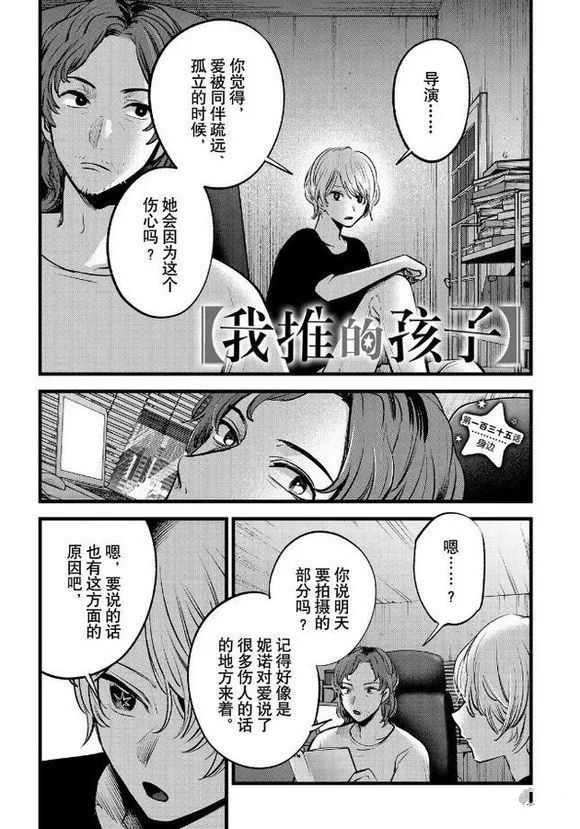 导演……
你觉得，
爱被同伴疏远、
孤立的时候，
她会因为这个
伤心吗？
【我推的孩子】
第一百三十五话
…………
身边
嗯……？
你说明天
要拍摄的
部分吗？
记得好像是
妮诺对爱说了
很多伤人的话
的地方来着。
嗯，要说的话
也有这方面的
原因吧，
1